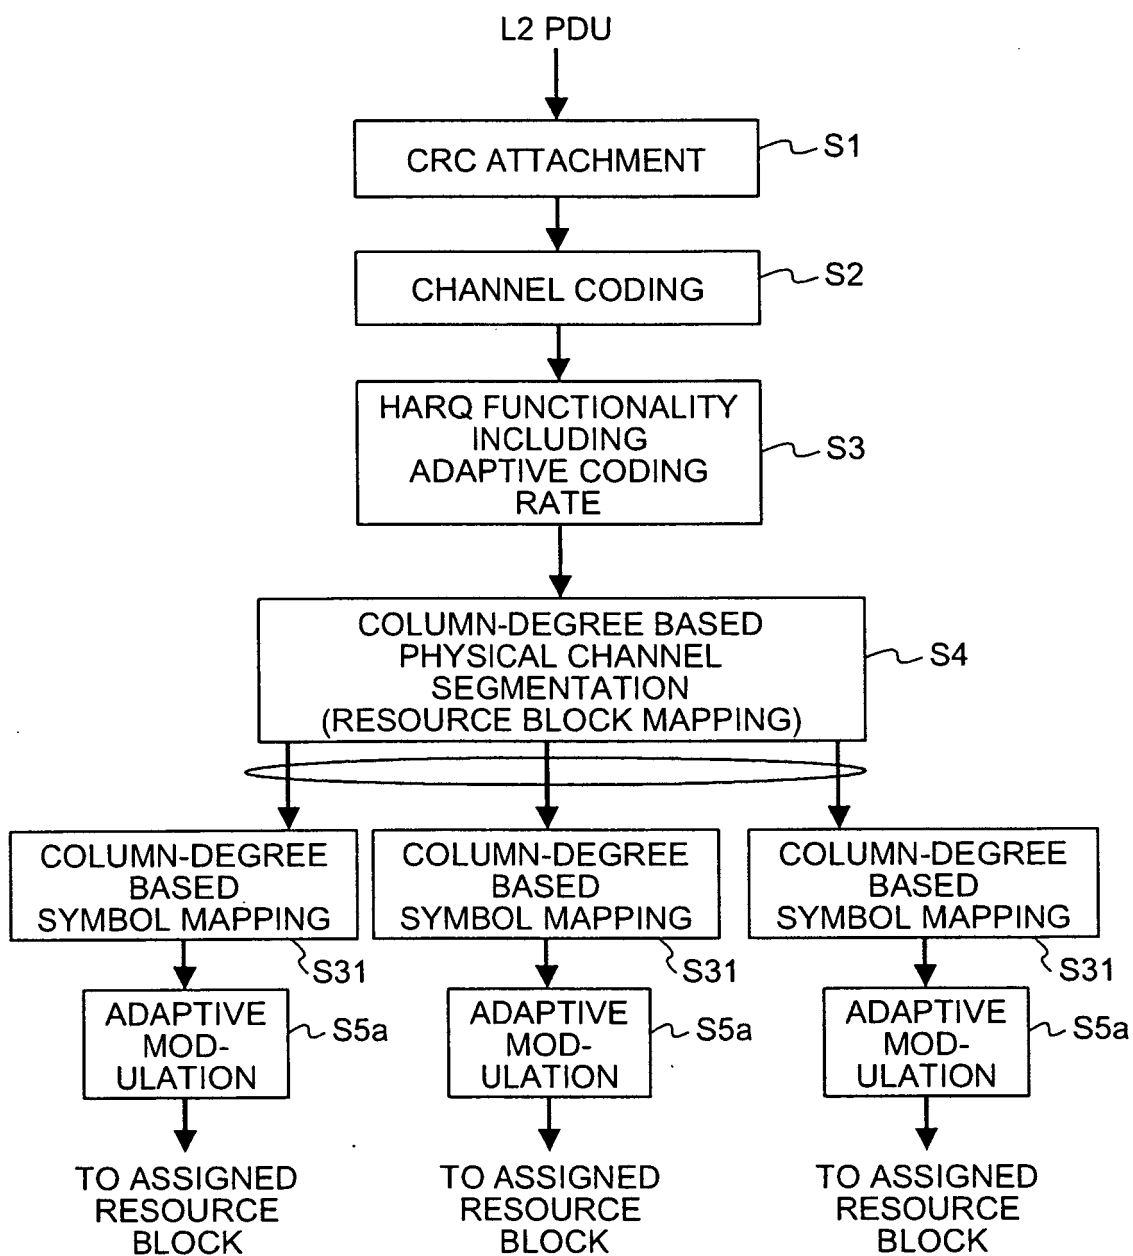 L2 PDU
CRC ATTACHMENT
S1
CHANNEL CODING
S2
HARQ FUNCTIONALITY
INCLUDING
ADAPTIVE CODING
RATE
S3
COLUMN-DEGREE BASED
PHYSICAL CHANNEL
SEGMENTATION
(RESOURCE BLOCK MAPPING)
S4
COLUMN-DEGREE
BASED
SYMBOL MAPPING
S31
COLUMN-DEGREE
BASED
SYMBOL MAPPING
S31
COLUMN-DEGREE
BASED
SYMBOL MAPPING
S31
ADAPTIVE
MOD-
ULATION
S5a
ADAPTIVE
MOD-
ULATION
S5a
ADAPTIVE
MOD-
ULATION
S5a
TO ASSIGNED
RESOURCE
BLOCK
TO ASSIGNED
RESOURCE
BLOCK
TO ASSIGNED
RESOURCE
BLOCK